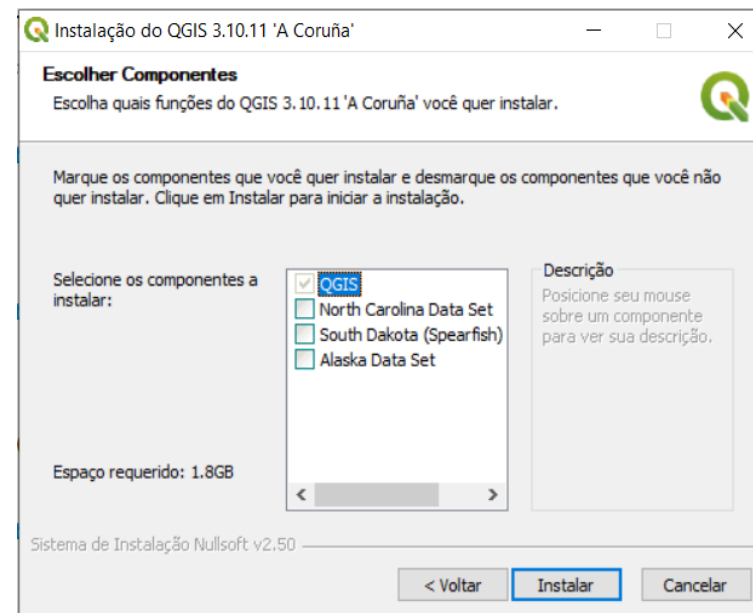 Instalação do QGIS 3.10.11 'A Coruña'
Escolher Componentes
Escolha quais funções do QGIS 3.10.11 'A Coruña' você quer instalar.
Marque os componentes que você quer instalar e desmarque os componentes que você não
quer instalar. Clique em Instalar para iniciar a instalação.
Selecione os componentes a
instalar:
QGIS
North Carolina Data Set
South Dakota (Spearfish)
Alaska Data Set
Descrição
Posicione seu mouse
sobre um componente
para ver sua descrição.
Espaço requerido: 1.8GB
Sistema de Instalação Nullsoft v2.50
< Voltar
Instalar
Cancelar